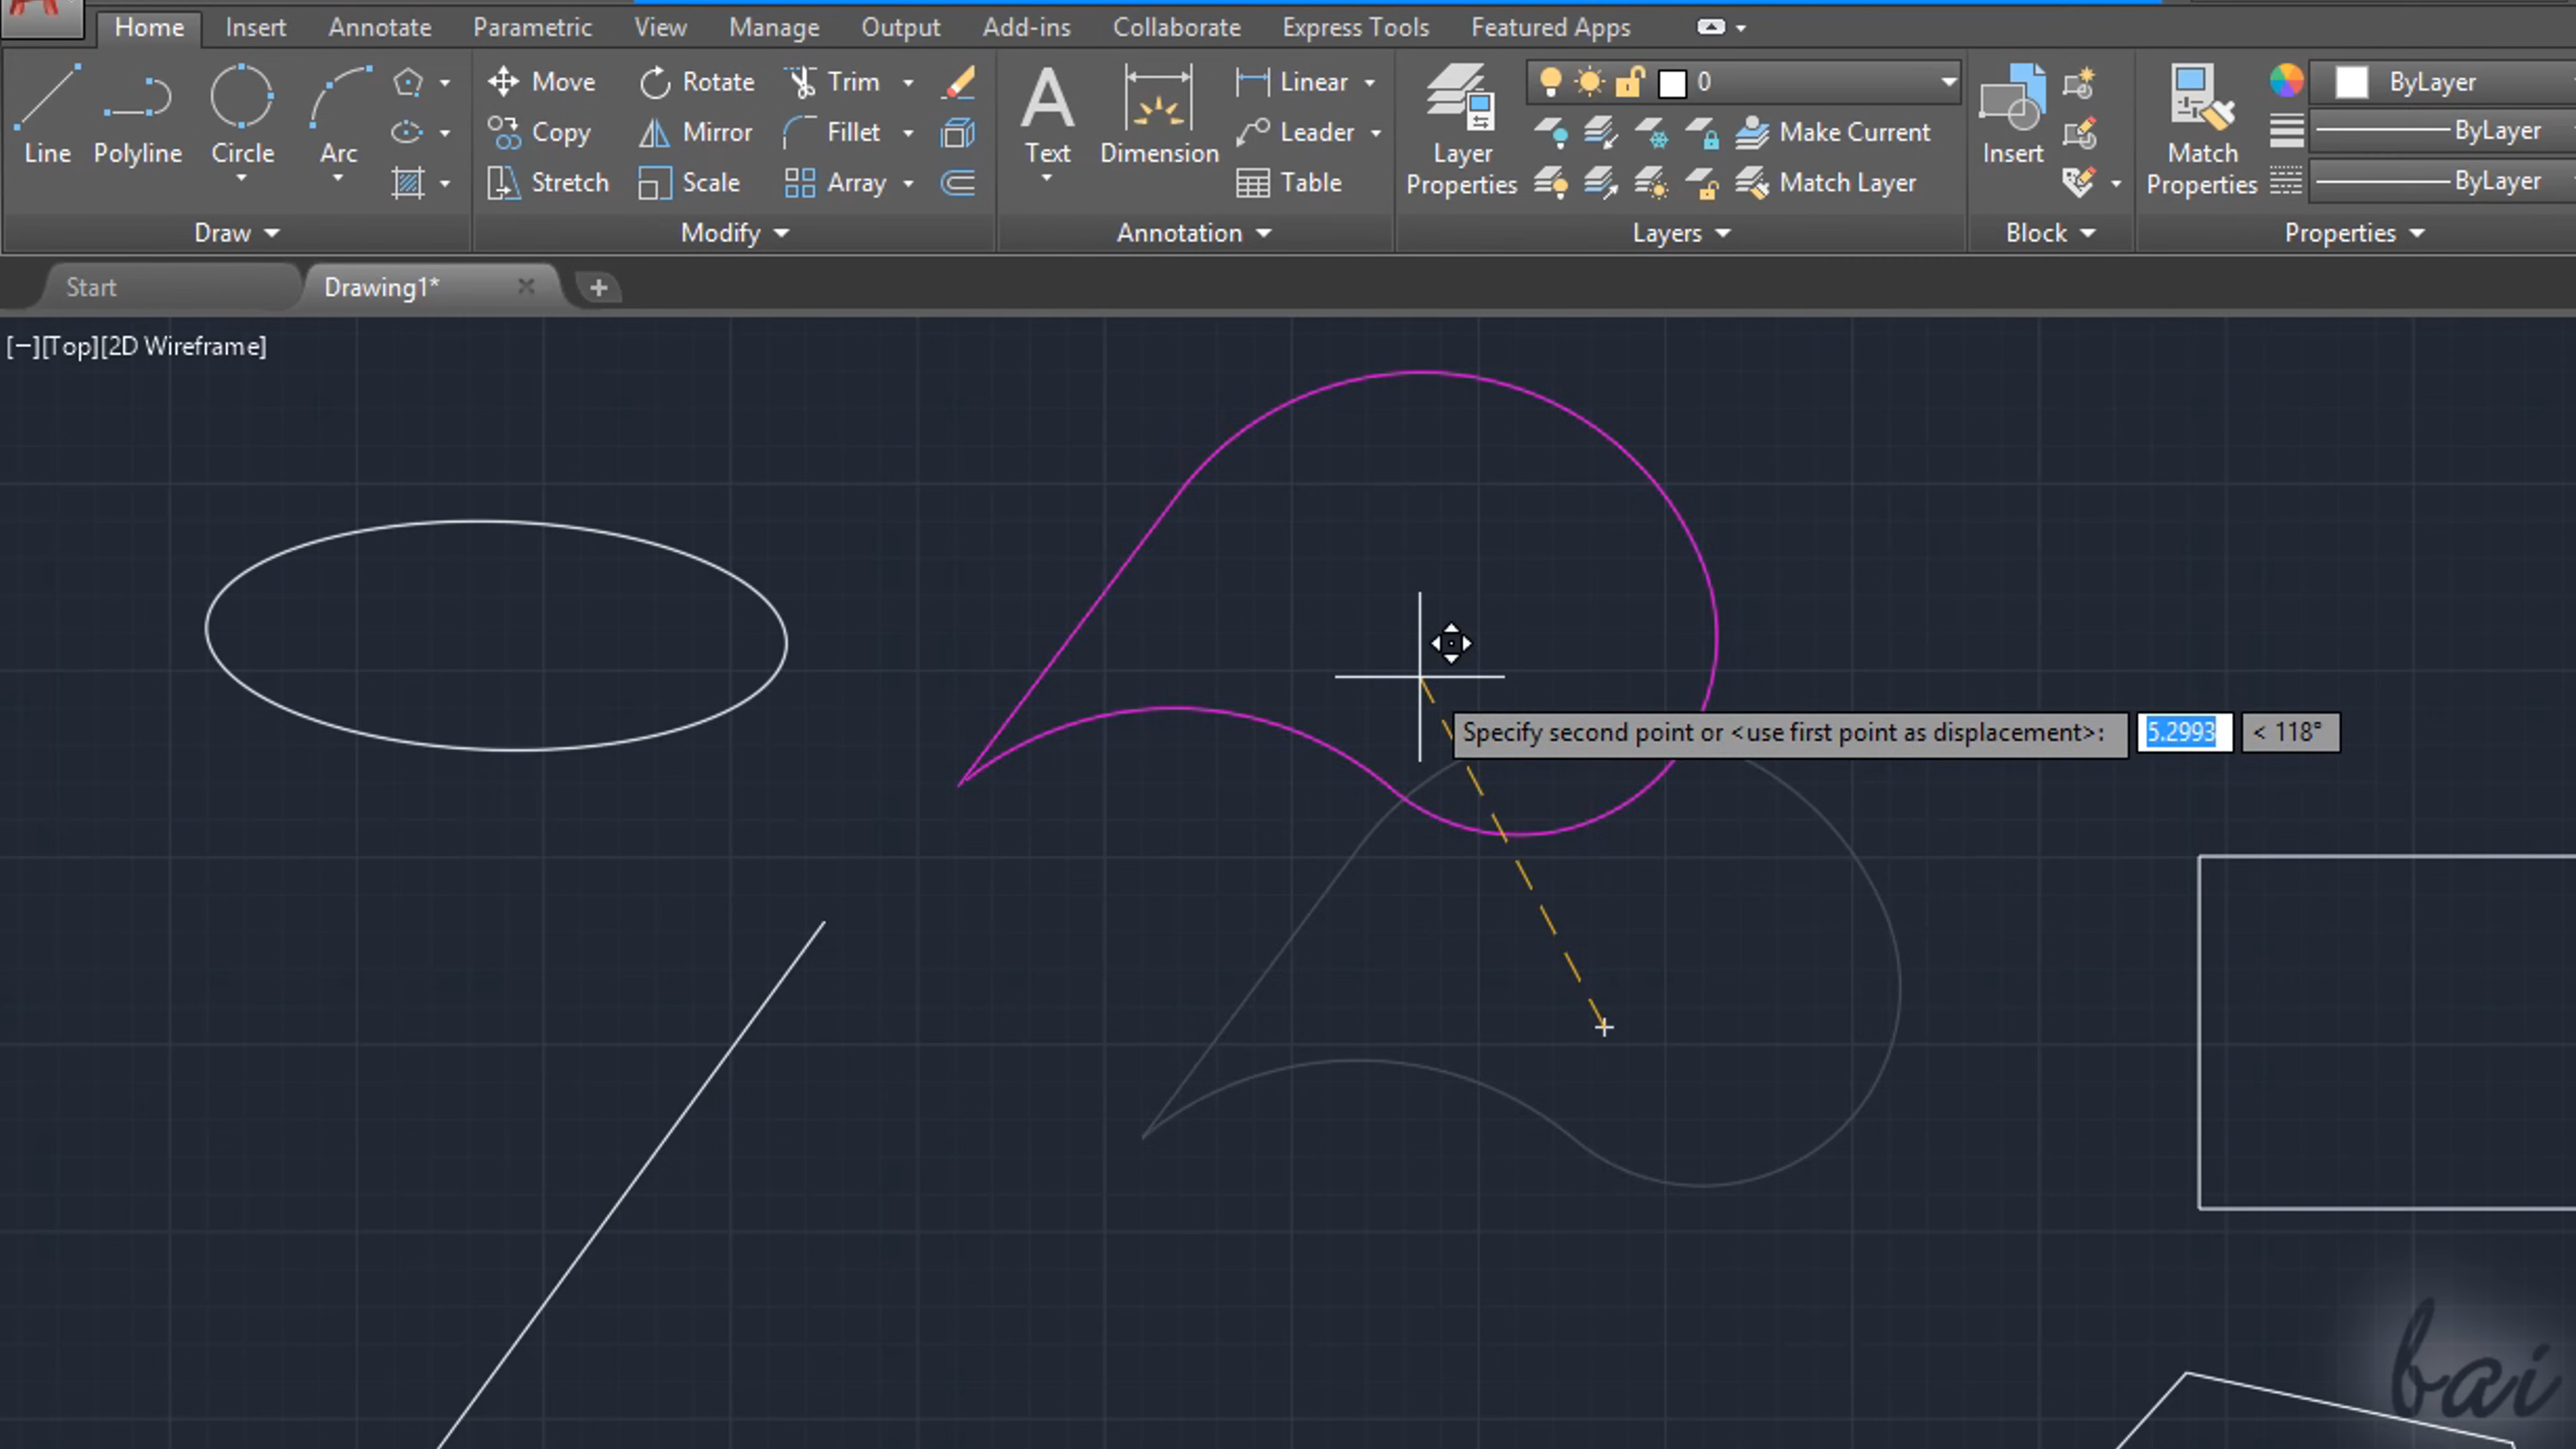 Home Insert Annotate Parametric View Manage Output Add-ins Collaborate Express Tools Featured Apps
Line Polyline Circle Arc
Move Rotate Trim
Copy Mirror Fillet
Stretch Scale Array
Text Dimension
Linear
Leader
Table
Layer Properties
0
Make Current
Match Layer
Insert
Match Properties
ByLayer
ByLayer
ByLayer
Draw Modify Annotation Layers Block Properties
Start Drawing1*
[−][Top][2D Wireframe]
Specify second point or <use first point as displacement>: 5.2993 < 118°
bai